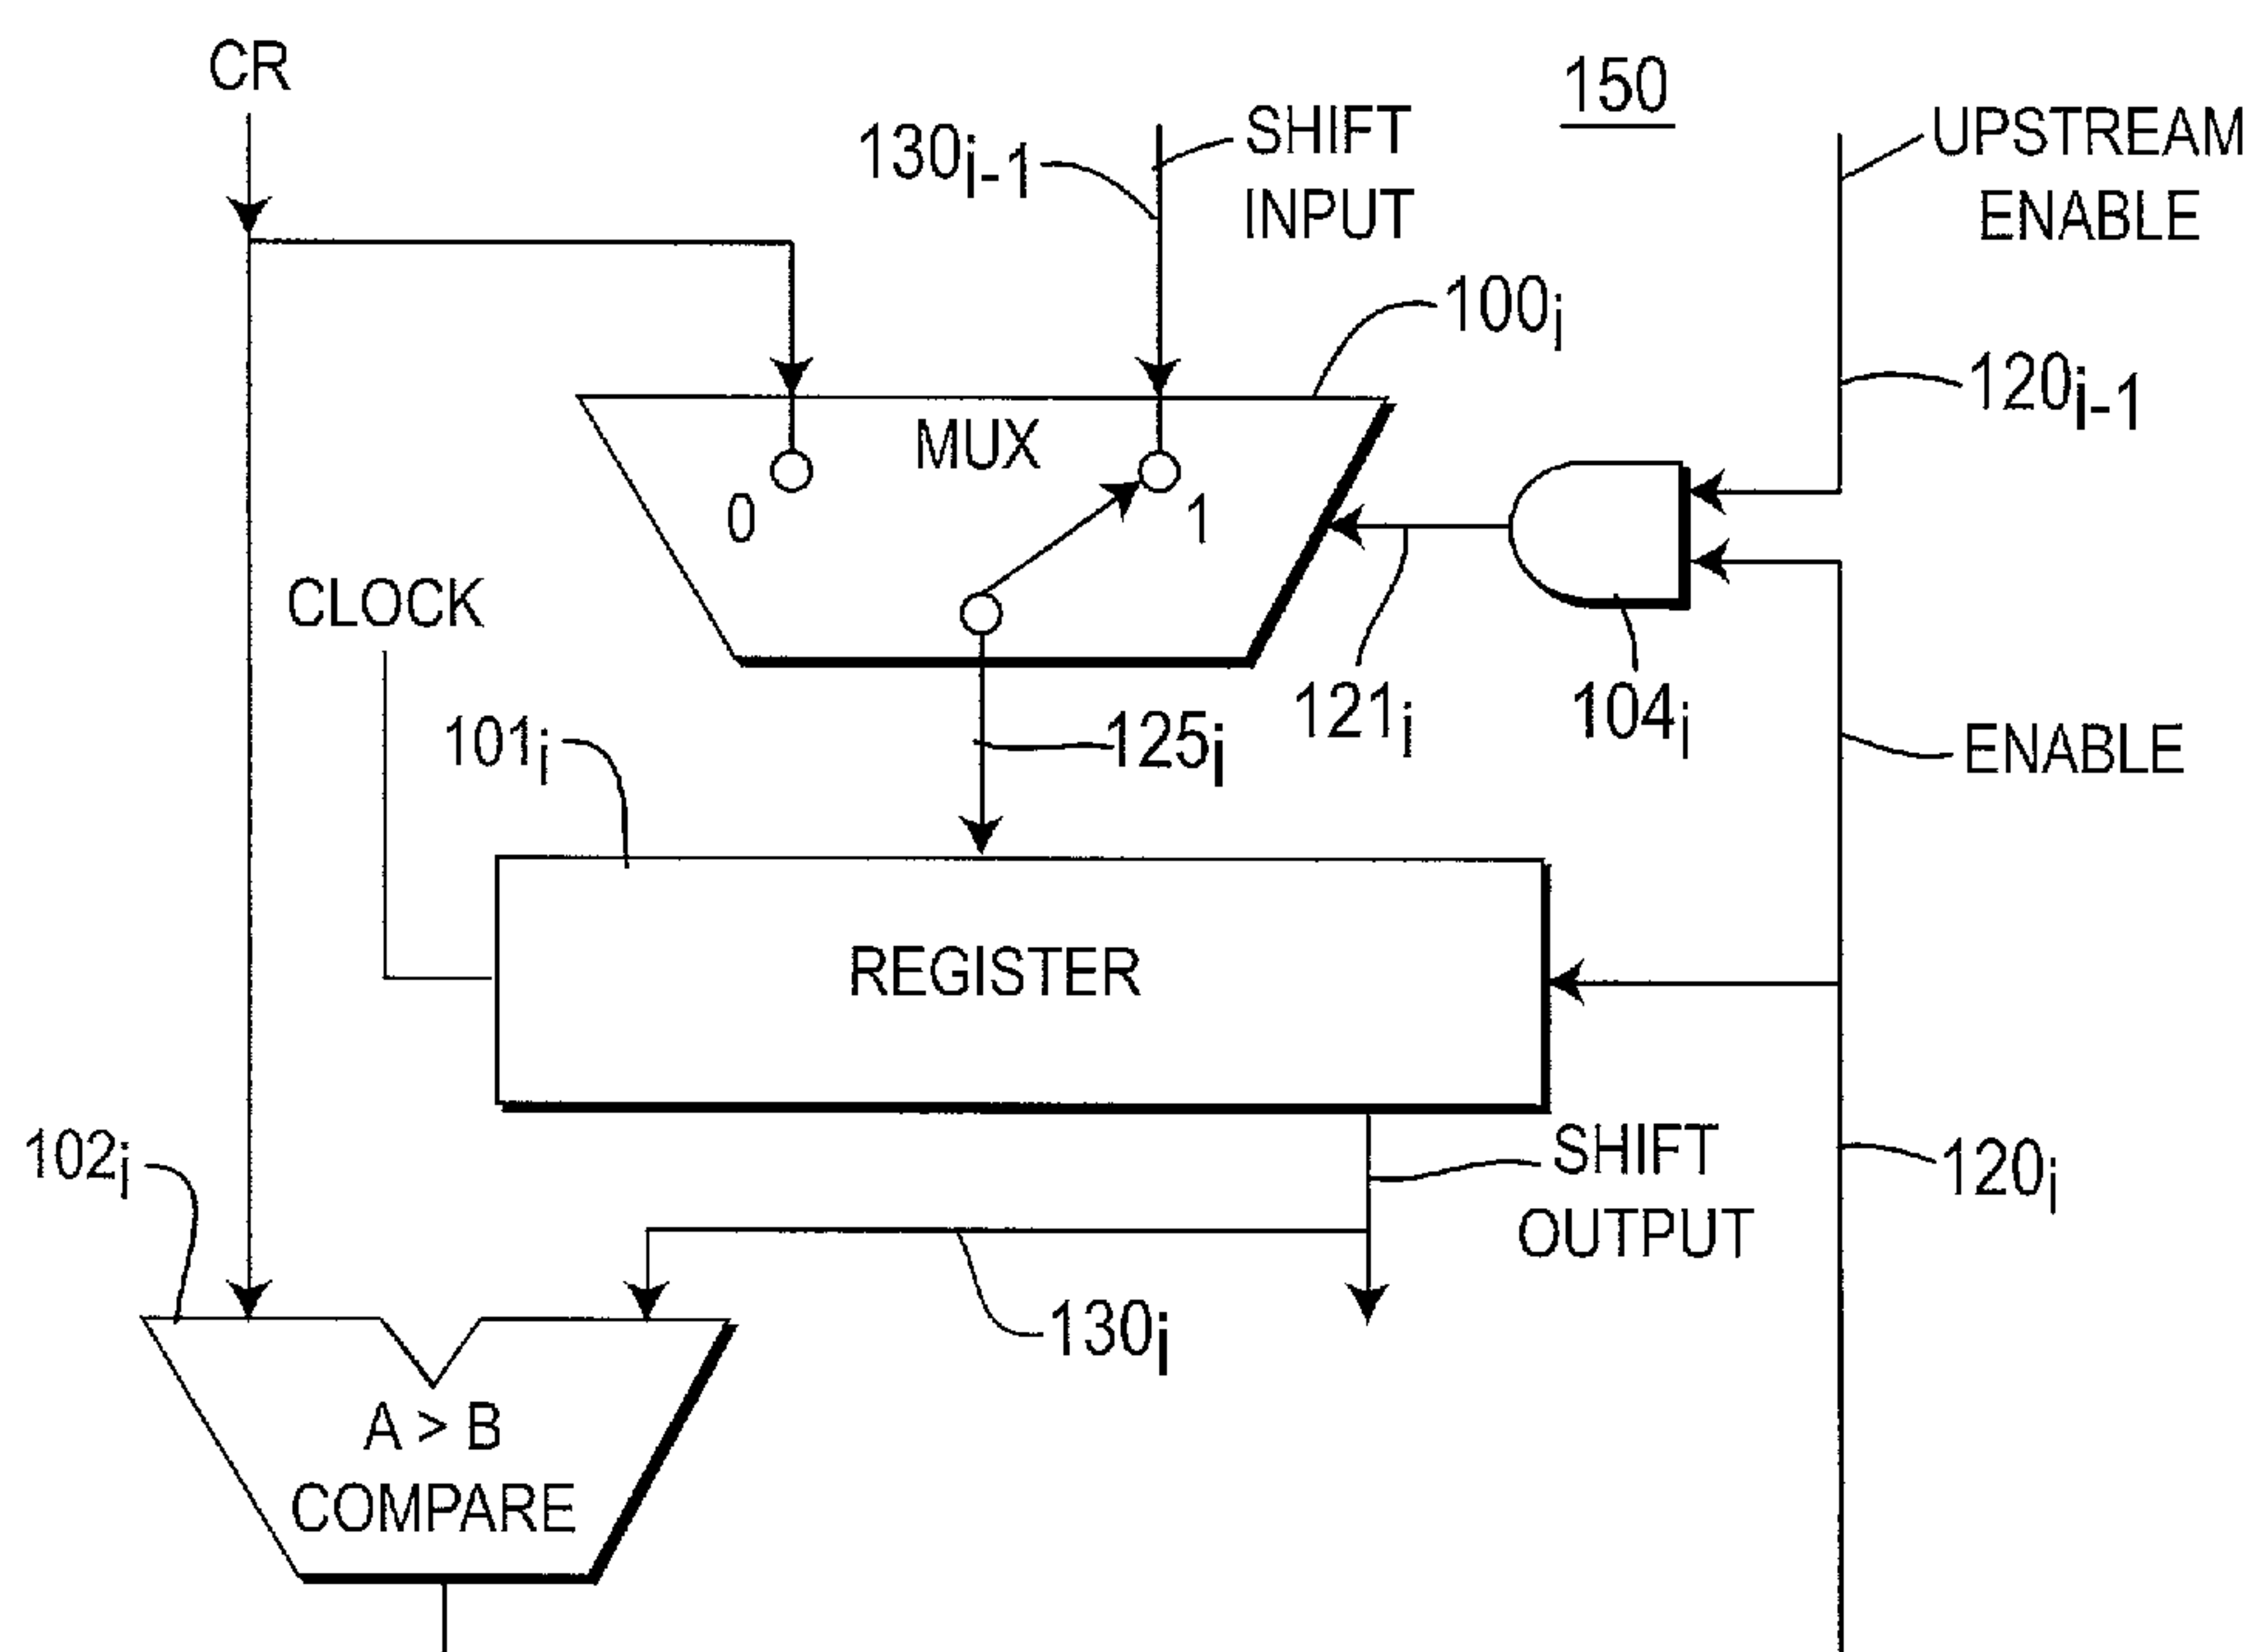 CR
150
SHIFT
INPUT
130i-1
UPSTREAM
ENABLE
100i
120i-1
MUX
0
1
CLOCK
121i
104i
101i
125i
ENABLE
REGISTER
102i
SHIFT
OUTPUT
120i
130i
A > B
COMPARE